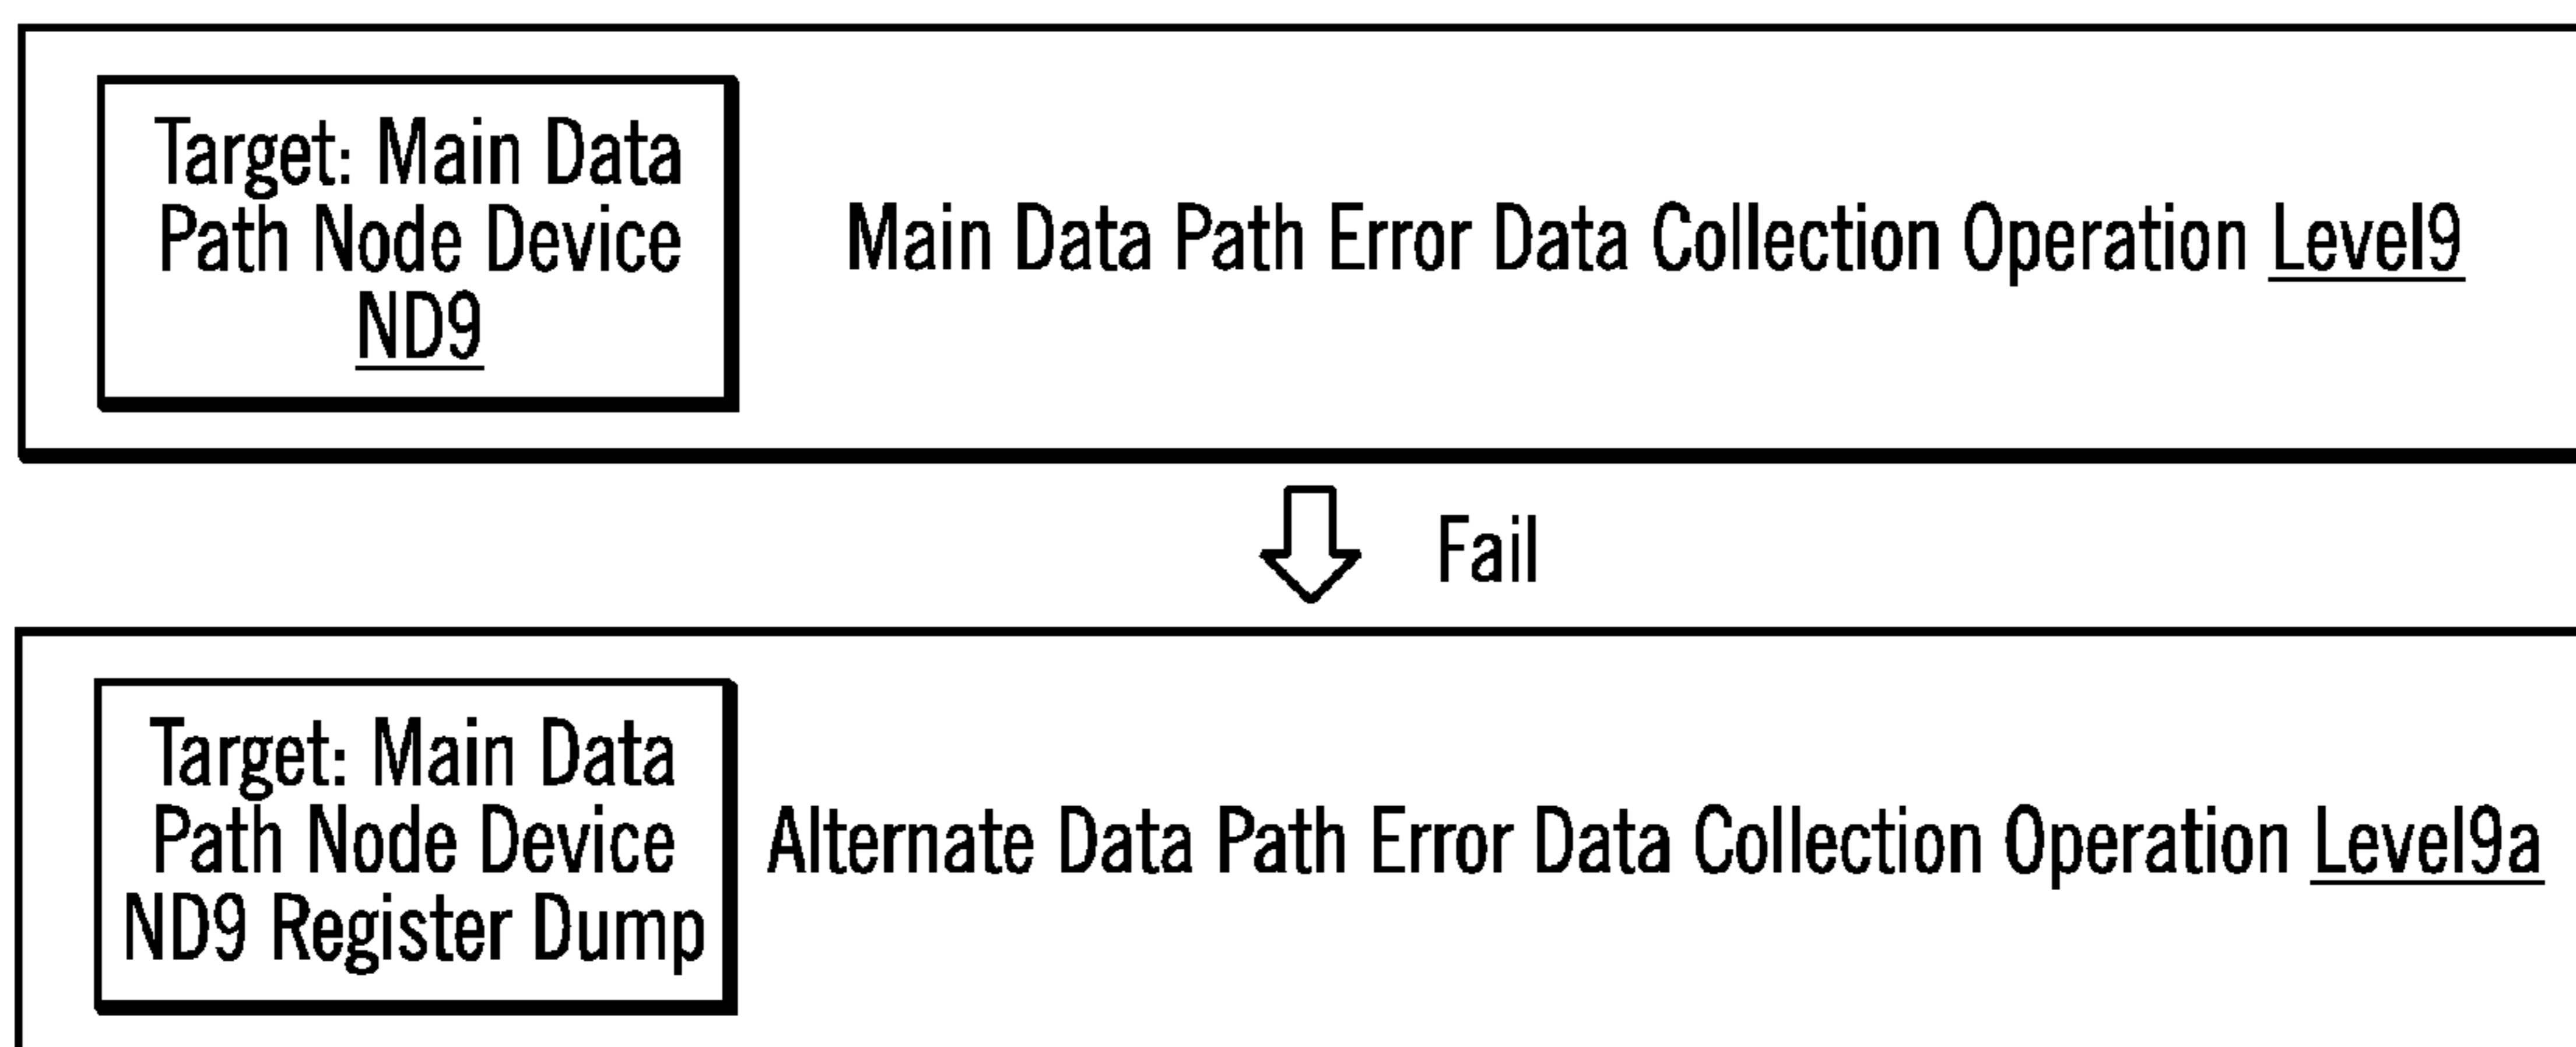 Target: Main Data
Path Node Device
ND9
Main Data Path Error Data Collection Operation Level9
Fail
Target: Main Data
Path Node Device
ND9 Register Dump
Alternate Data Path Error Data Collection Operation Level9a